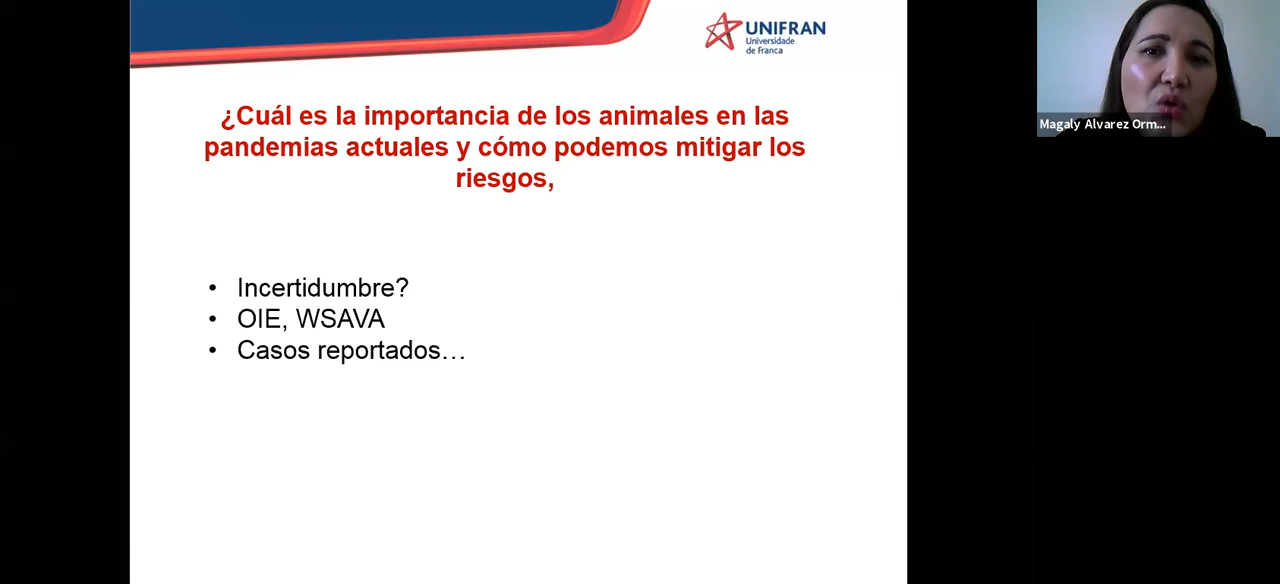 UNIFRAN
Universidade
de Franca
¿Cuál es la importancia de los animales en las
pandemias actuales y cómo podemos mitigar los
riesgos,
• Incertidumbre?
• OIE, WSAVA
• Casos reportados…
Magaly Alvarez Orm...